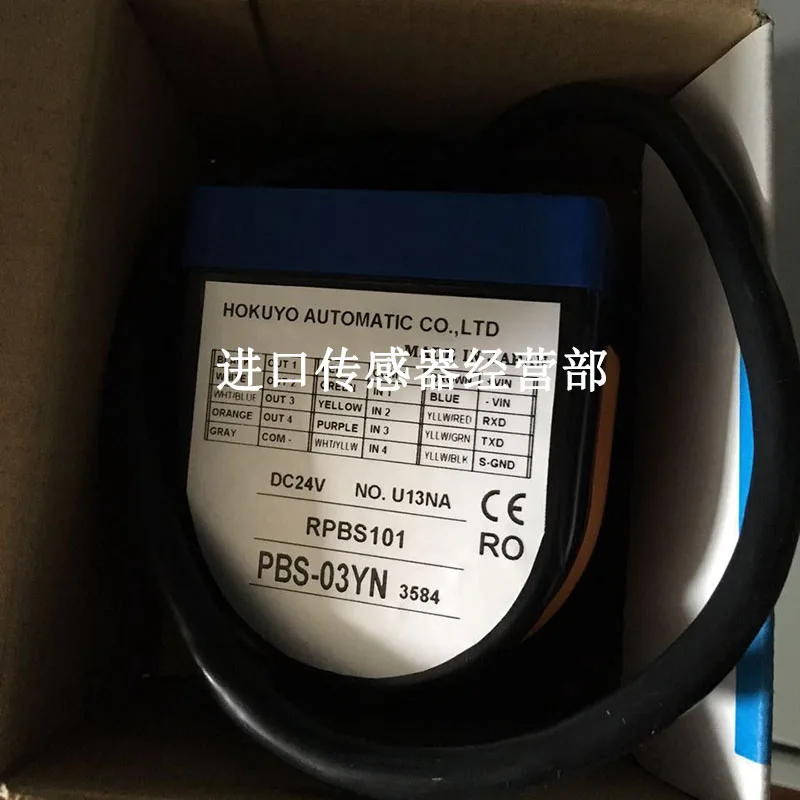 HOKUYO AUTOMATIC CO.,LTD
进口传感器经营部
OUT 1
BLUE - VIN
WHT/BLUE OUT 3 YELLOW IN 2 YLLW/RED RXD
ORANGE OUT 4 PURPLE IN 3 YLLW/GRN TXD
GRAY COM - WHT/YLLW IN 4 YLLW/BLK S-GND
DC24V NO. U13NA CE
RPBS101 RO
PBS-03YN 3584